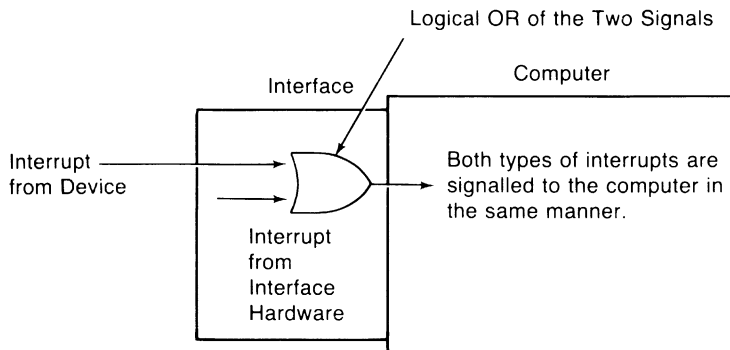 Logical OR of the Two Signals
Interface
Computer
Interrupt
from Device
Both types of interrupts are
signalled to the computer in
the same manner.
Interrupt
from
Interface
Hardware